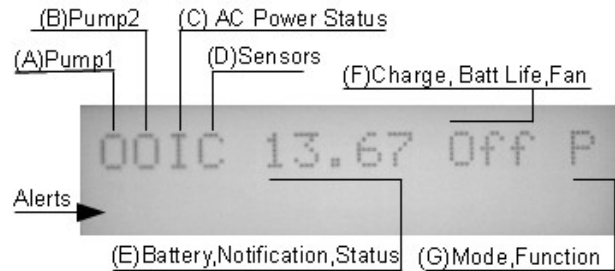 (B)Pump2
(C) AC Power Status
(A)Pump1
(D)Sensors
(F)Charge, Batt Life,Fan
OOIC 13.67 Off P
Alerts
(E)Battery,Notification,Status
(G)Mode,Function